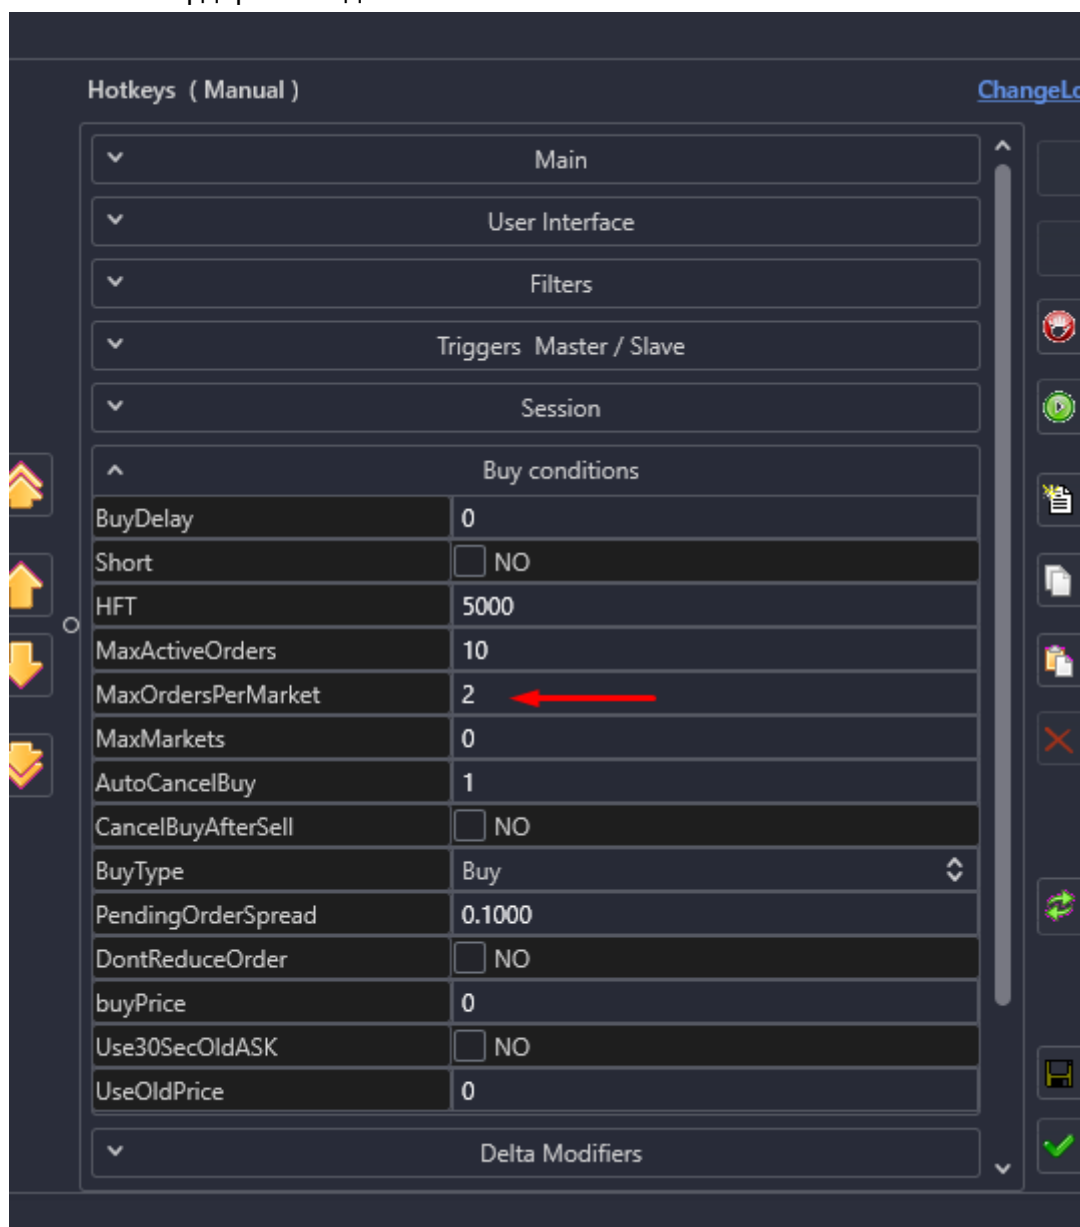 Hotkeys ( Manual )
Main
User Interface
Filters
Triggers Master / Slave
Session
Buy conditions
BuyDelay 0
Short NO
HFT 5000
MaxActiveOrders 10
MaxOrdersPerMarket 2
MaxMarkets 0
AutoCancelBuy 1
CancelBuyAfterSell NO
BuyType Buy
PendingOrderSpread 0.1000
DontReduceOrder NO
buyPrice 0
Use30SecOldASK NO
UseOldPrice 0
Delta Modifiers